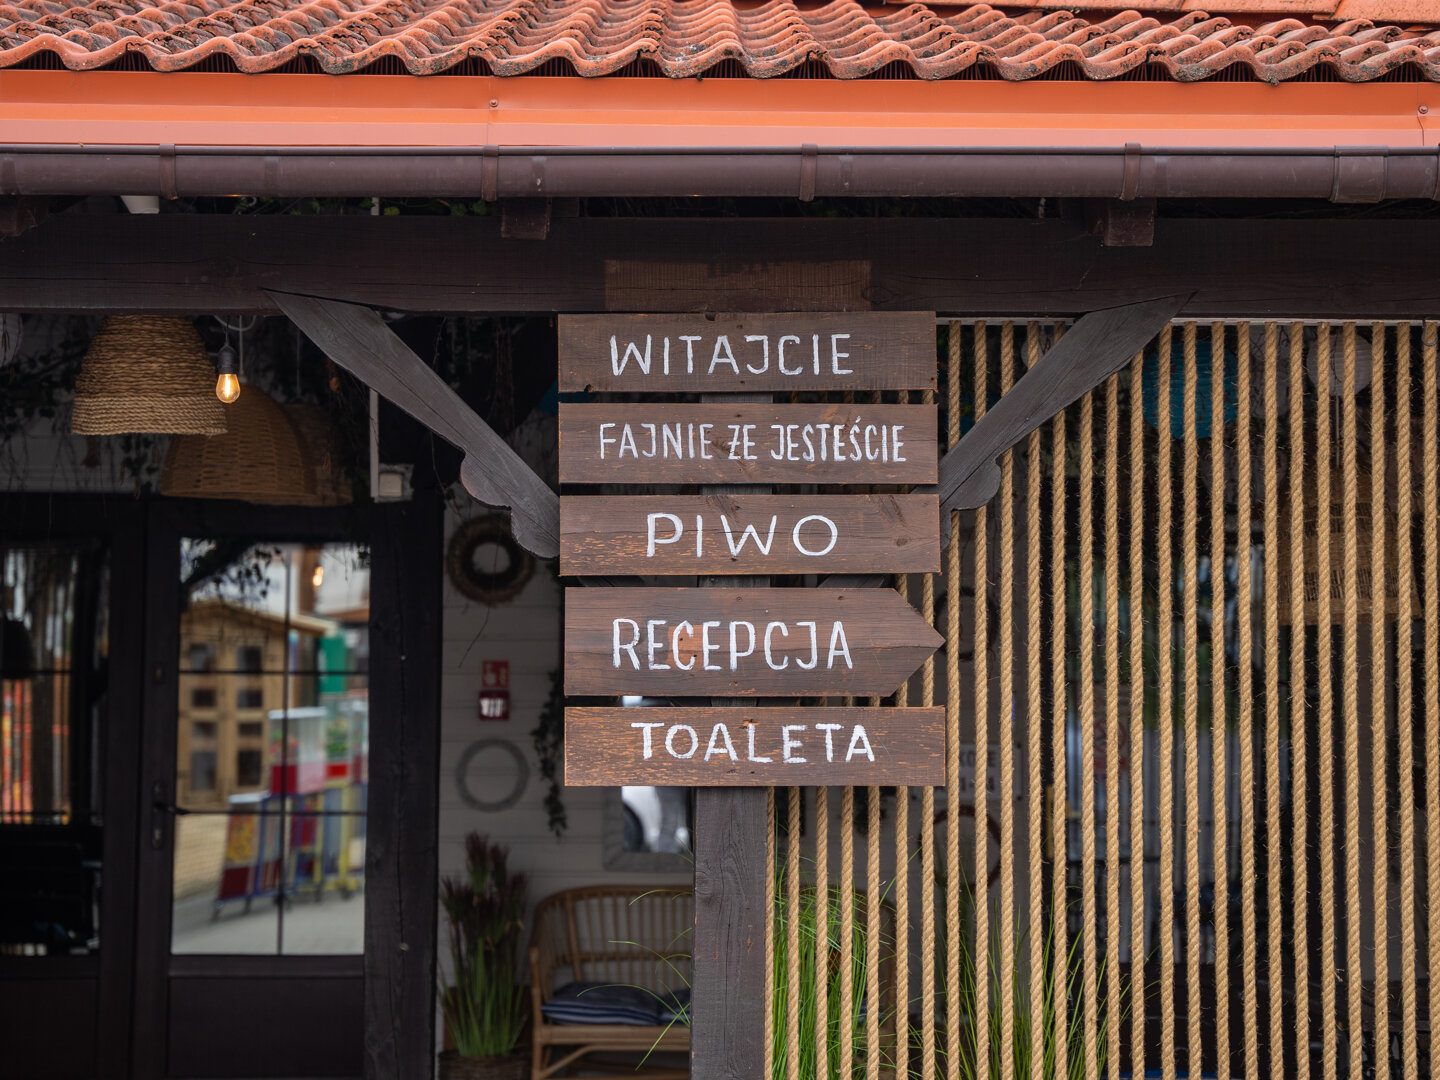 WITAJCIE
FAJNIE ŻE JESTEŚCIE
PIWO
RECEPCJA
TOALETA